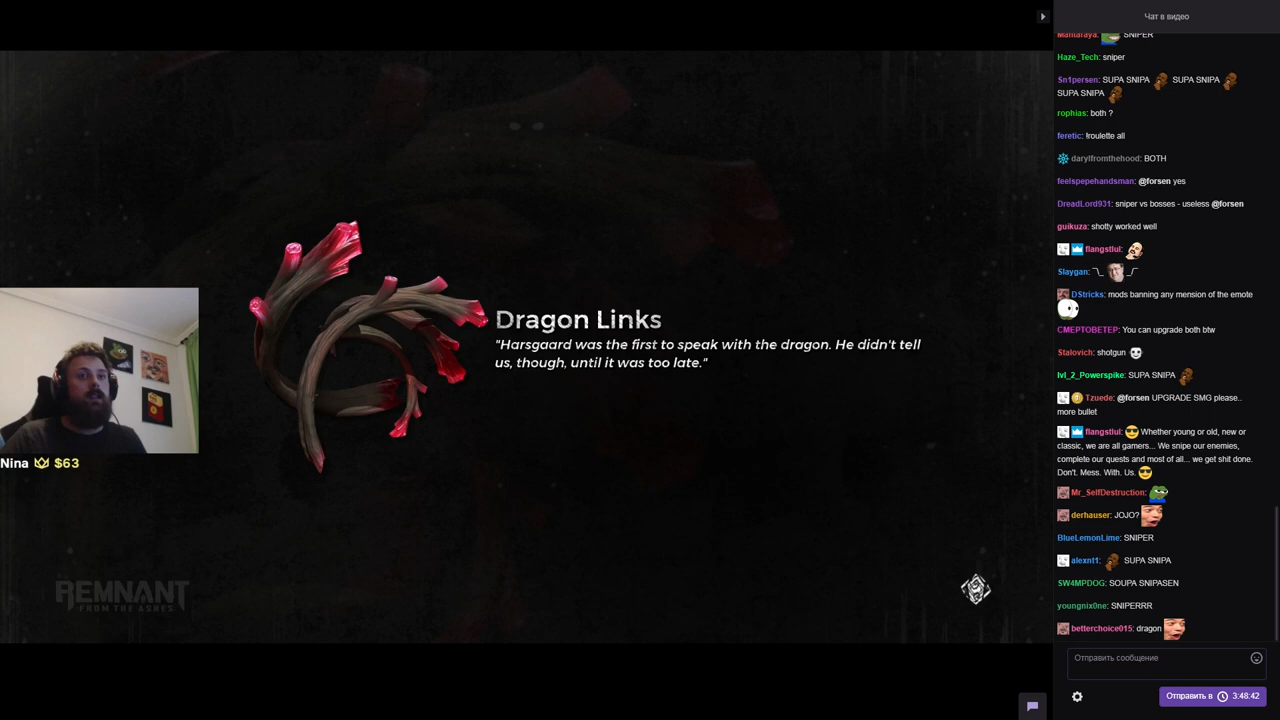 Dragon Links
"Harsgaard was the first to speak with the dragon. He didn't tell
us, though, until it was too late."
Nina $63
REMNANT
FROM THE ASHES
Чат в видео
Mantaraya: SNIPER
Haze_Tech: sniper
Sn1persen: SUPA SNIPA SUPA SNIPA
SUPA SNIPA
rophias: both ?
feretic: !roulette all
darylfromthehood: BOTH
feelspepehandsman: @forsen yes
DreadLord931: sniper vs bosses - useless @forsen
guikuza: shotty worked well
flangstlul:
Slaygan: ¯\_ _/¯
DStricks: mods banning any mension of the emote
CMEPTOBETEP: You can upgrade both btw
Stalovich: shotgun
lvl_2_Powerspike: SUPA SNIPA
Tzuede: @forsen UPGRADE SMG please..
more bullet
flangstlul: Whether young or old, new or
classic, we are all gamers... We snipe our enemies,
complete our quests and most of all... we get shit done.
Don't. Mess. With. Us.
Mr_SelfDestruction:
derhauser: JOJO?
BlueLemonLime: SNIPER
alexnt1: SUPA SNIPA
SW4MPDOG: SOUPA SNIPASEN
youngnix0ne: SNIPERRR
betterchoice015: dragon
Отправить сообщение
Отправить в 3:48:42